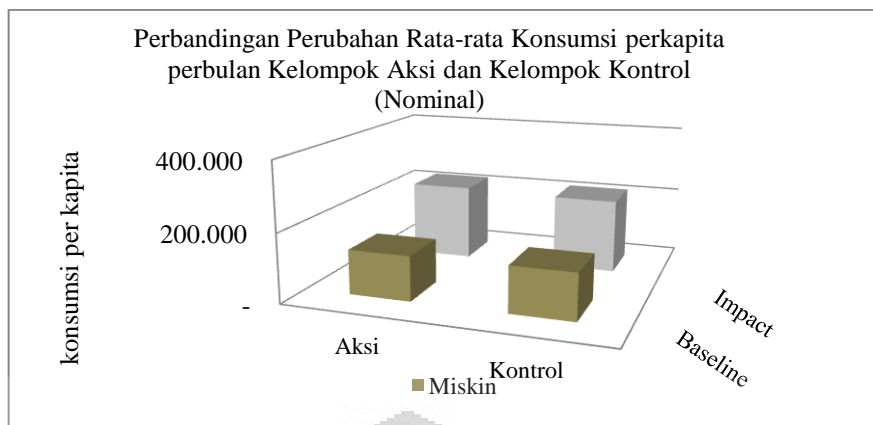 Perbandingan Perubahan Rata-rata Konsumsi perkapita
perbulan Kelompok Aksi dan Kelompok Kontrol
(Nominal)
konsumsi per kapita
400.000
200.000
-
Aksi
Kontrol
Impact
Baseline
Miskin